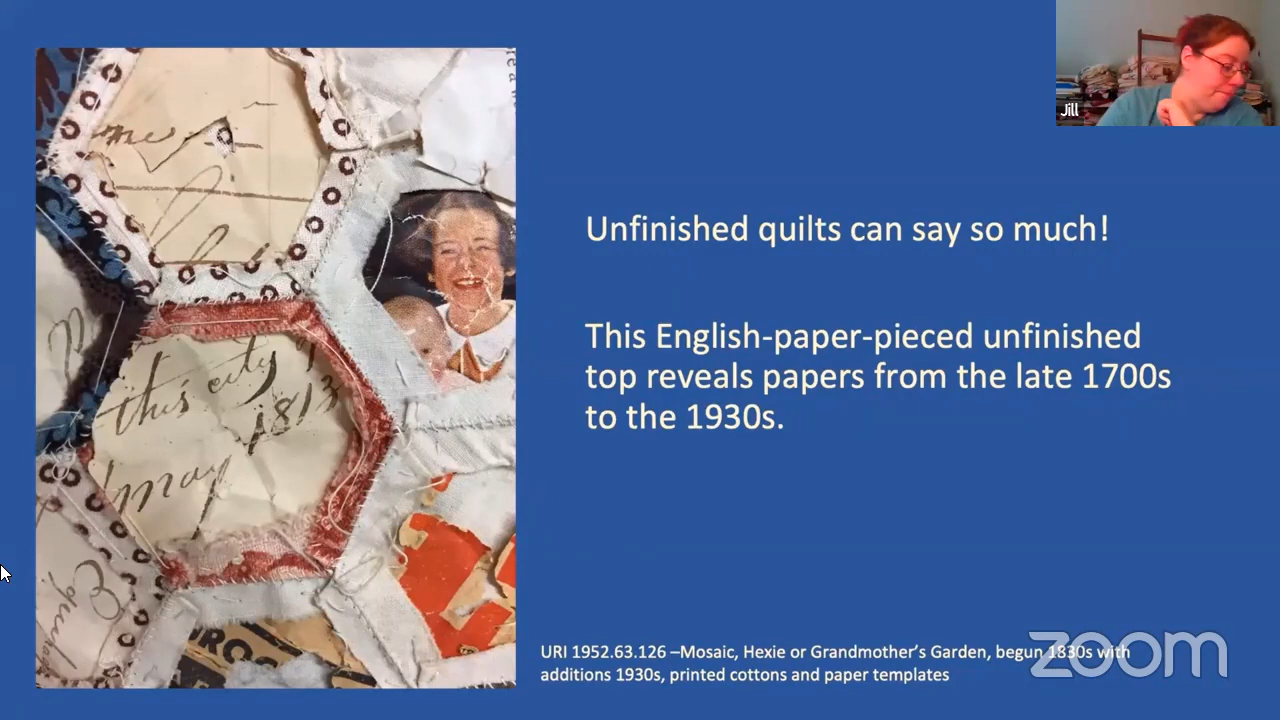 Jill
Unfinished quilts can say so much!
This English-paper-pieced unfinished
top reveals papers from the late 1700s
to the 1930s.
URI 1952.63.126 –Mosaic, Hexie or Grandmother's Garden, begun 1830s with
additions 1930s, printed cottons and paper templates
zoom
me
this city
1813
may